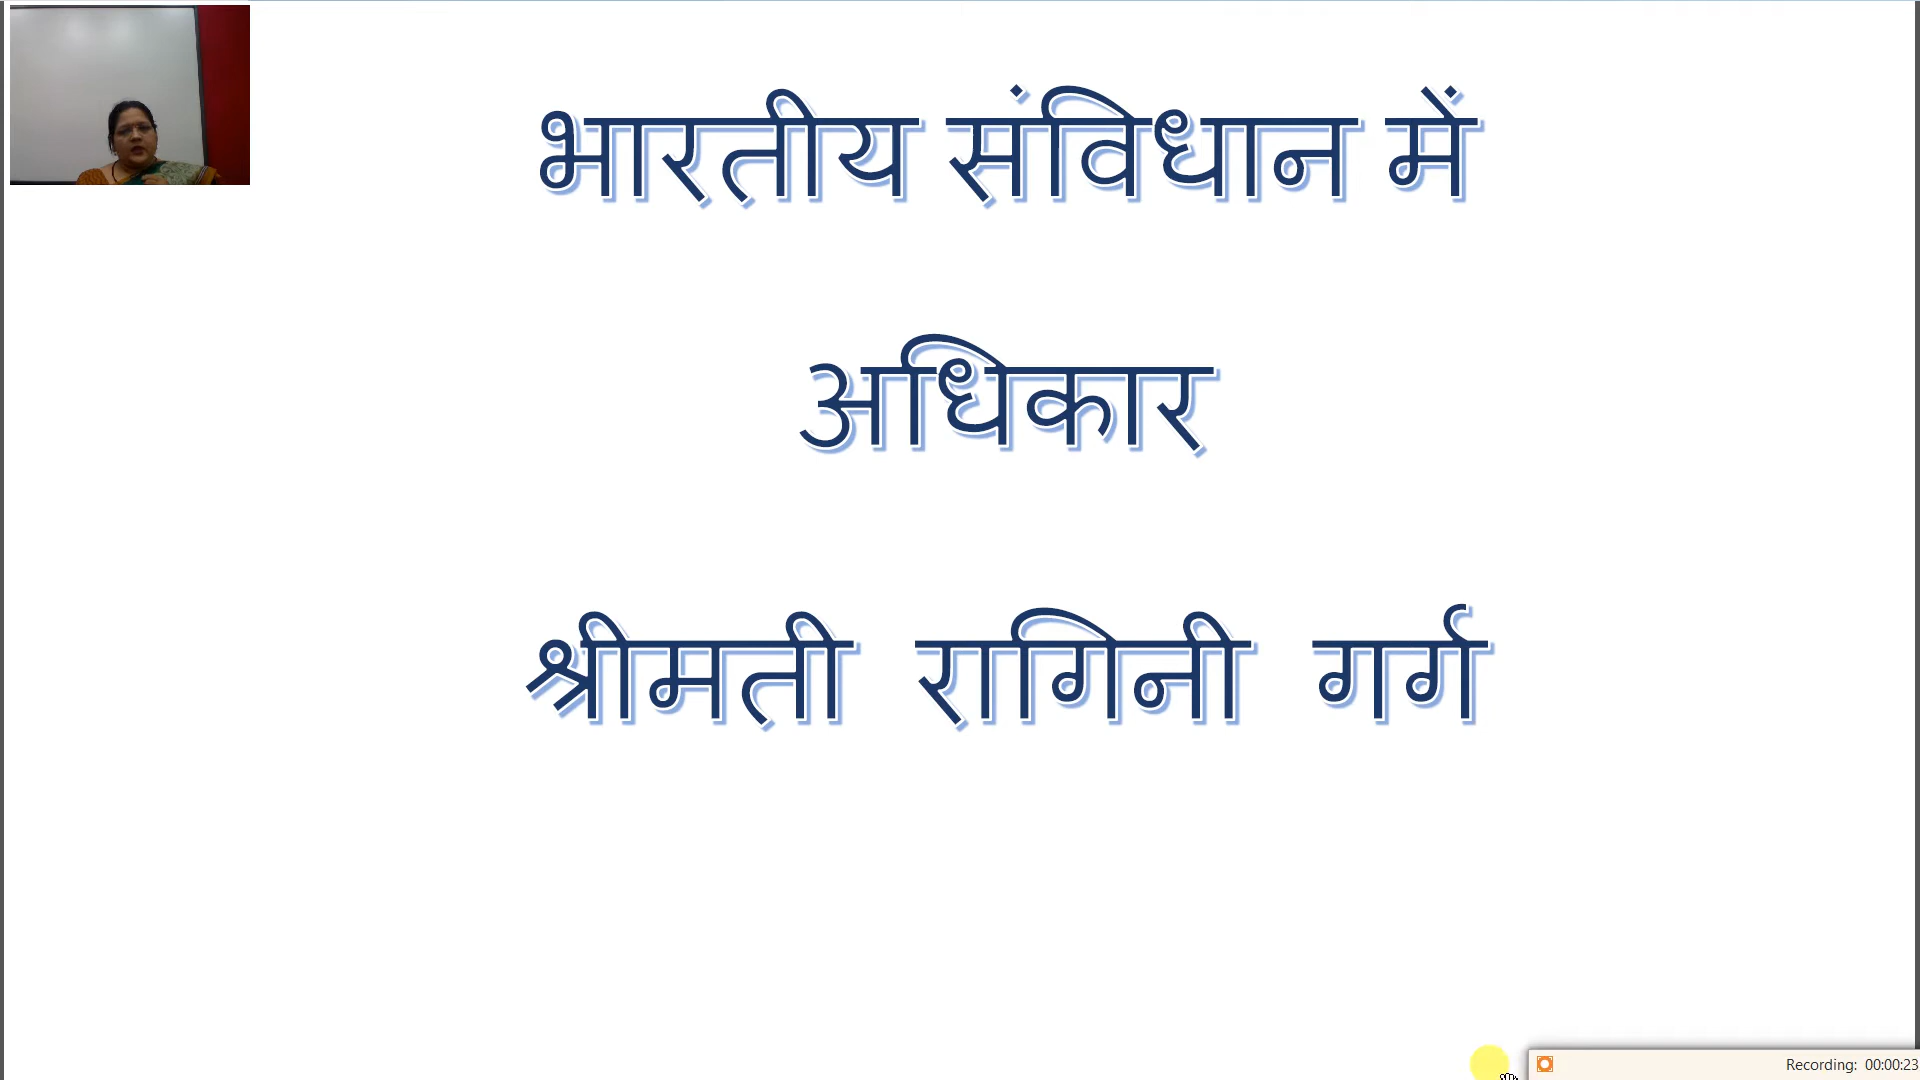 भारतीय संविधान में
अधिकार
श्रीमती रागिनी गर्ग
Recording: 00:00:23